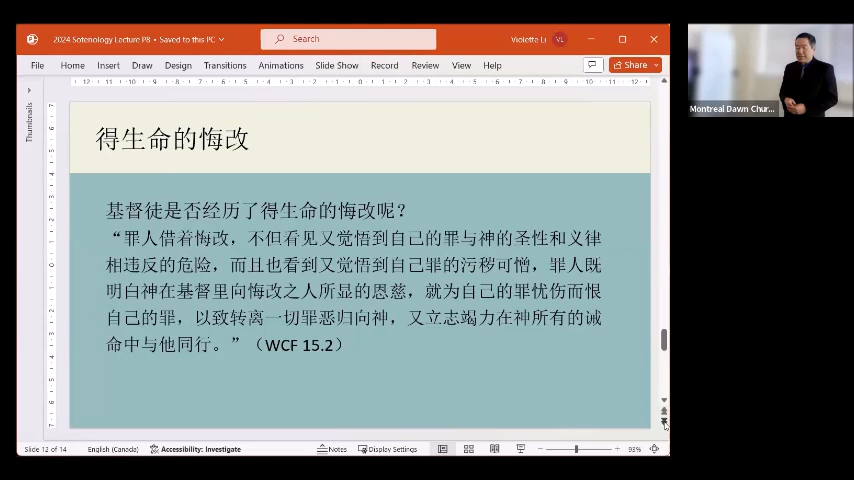 2024 Sotenology Lecture P8 • Saved to this PC
Search
Violette Li
VL
File Home Insert Draw Design Transitions Animations Slide Show Record Review View Help
Share
Thumbnails
得生命的悔改
基督徒是否经历了得生命的悔改呢？
“罪人借着悔改，不但看见又觉悟到自己的罪与神的圣性和义律
相违反的危险，而且也看到又觉悟到自己罪的污秽可憎，罪人既
明白神在基督里向悔改之人所显的恩慈，就为自己的罪忧伤而恨
自己的罪，以致转离一切罪恶归向神，又立志竭力在神所有的诫
命中与他同行。”（WCF 15.2）
Slide 12 of 14
English (Canada)
Accessibility: Investigate
Notes
Display Settings
93%
Montreal Dawn Chur...